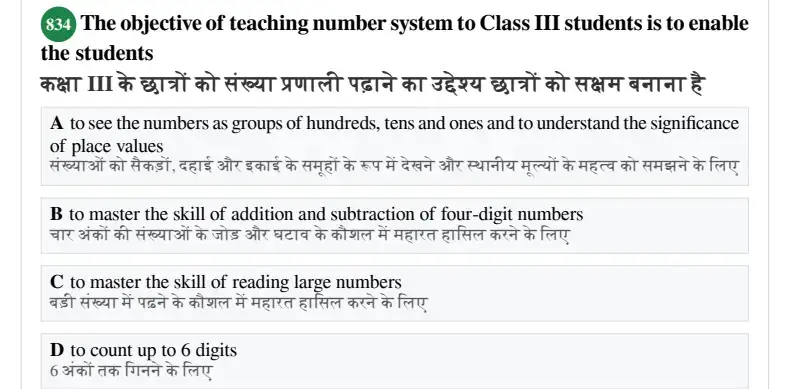 834 The objective of teaching number system to Class III students is to enable
the students
कक्षा III के छात्रों को संख्या प्रणाली पढ़ाने का उद्देश्य छात्रों को सक्षम बनाना है
A to see the numbers as groups of hundreds, tens and ones and to understand the significance
of place values
संख्याओं को सैकड़ों, दहाई और इकाई के समूहों के रूप में देखने और स्थानीय मूल्यों के महत्व को समझने के लिए
B to master the skill of addition and subtraction of four-digit numbers
चार अंकों की संख्याओं के जोड और घटाव के कौशल में महारत हासिल करने के लिए
C to master the skill of reading large numbers
बडी संख्या में पढने के कौशल में महारत हासिल करने के लिए
D to count up to 6 digits
6 अंकों तक गिनने के लिए